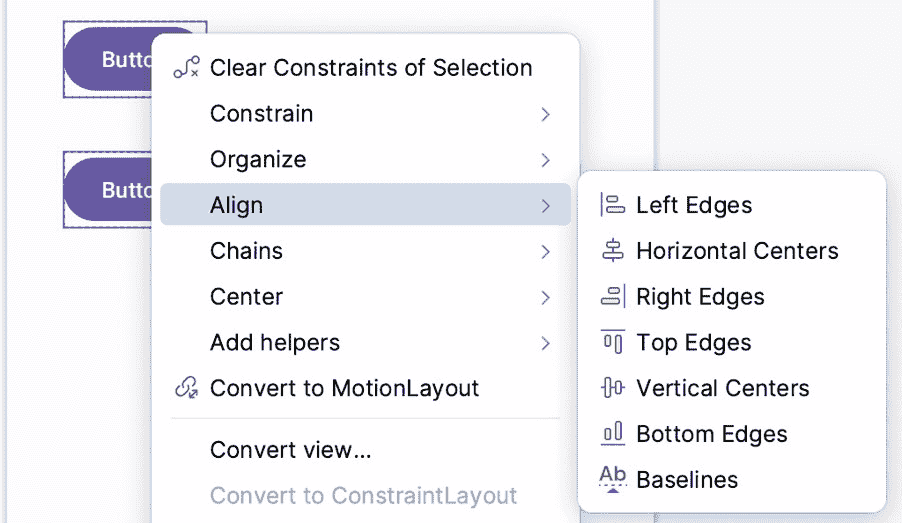 Butto
Clear Constraints of Selection
Constrain
Organize
Butto
Align
Left Edges
Chains
Horizontal Centers
Center
Right Edges
Add helpers
Top Edges
Convert to MotionLayout
Vertical Centers
Convert view...
Bottom Edges
Convert to ConstraintLayout
Ab
Baselines